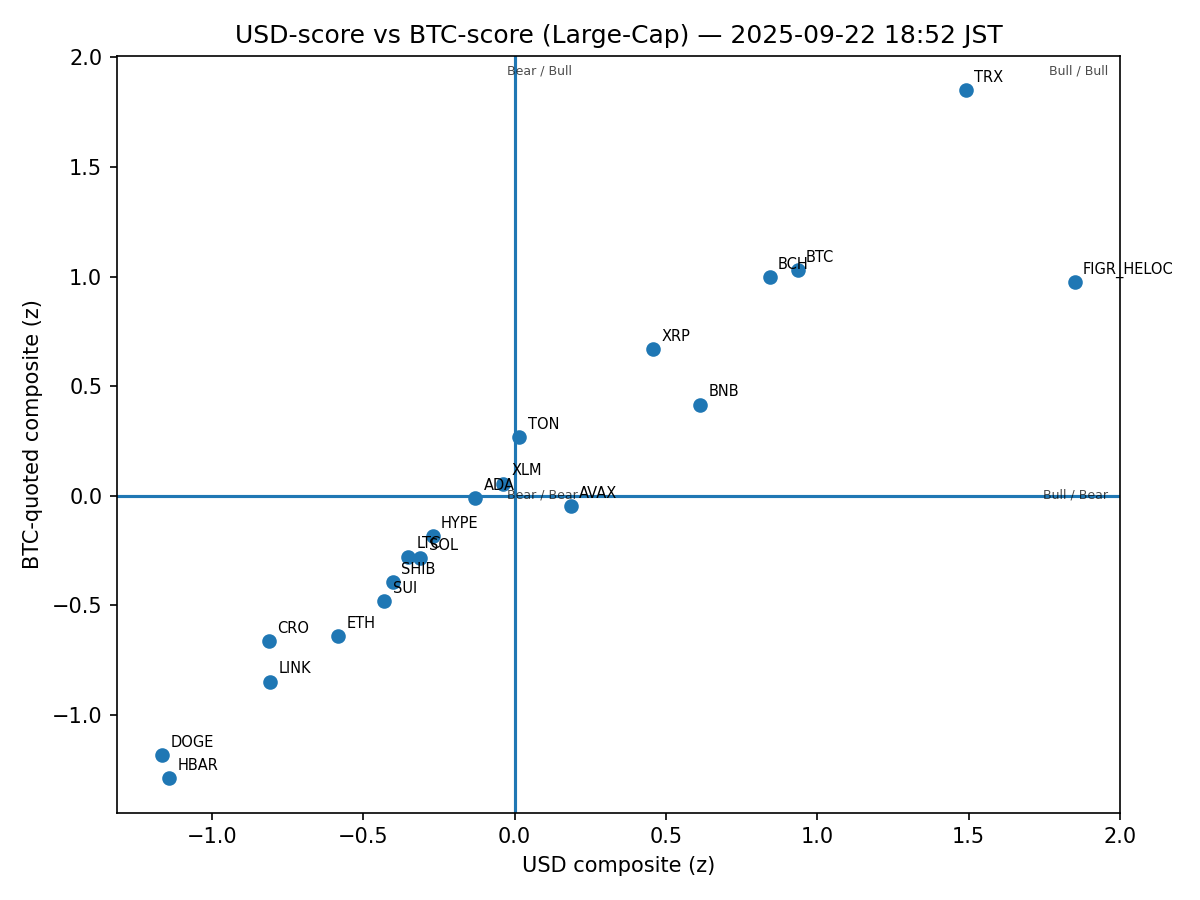 USD-score vs BTC-score (Large-Cap) — 2025-09-22 18:52 JST
2.0
Bear / Bull
Bull / Bull
TRX
1.5
BTC
BCH
FIGR_HELOC
1.0
XRP
BNB
0.5
TON
XLM
ADA
Bear / Bear
AVAX
Bull / Bear
0.0
HYPE
LTC
SOL
SHIB
SUI
−0.5
ETH
CRO
LINK
−1.0
DOGE
HBAR
BTC-quoted composite (z)
−1.0
−0.5
0.0
0.5
1.0
1.5
2.0
USD composite (z)